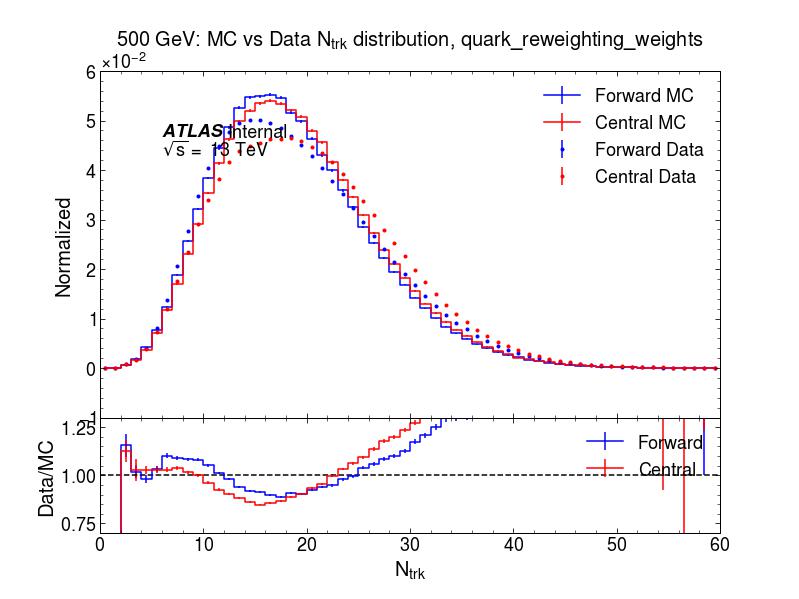 500 GeV: MC vs Data Ntrk distribution, quark_reweighting_weights
×10−2
6
5
4
3
2
1
0
−1
Normalized
ATLAS Internal
√s = 13 TeV
Forward MC
Central MC
Forward Data
Central Data
1.25
1.00
0.75
Data/MC
Forward
Central
0 10 20 30 40 50 60
Ntrk